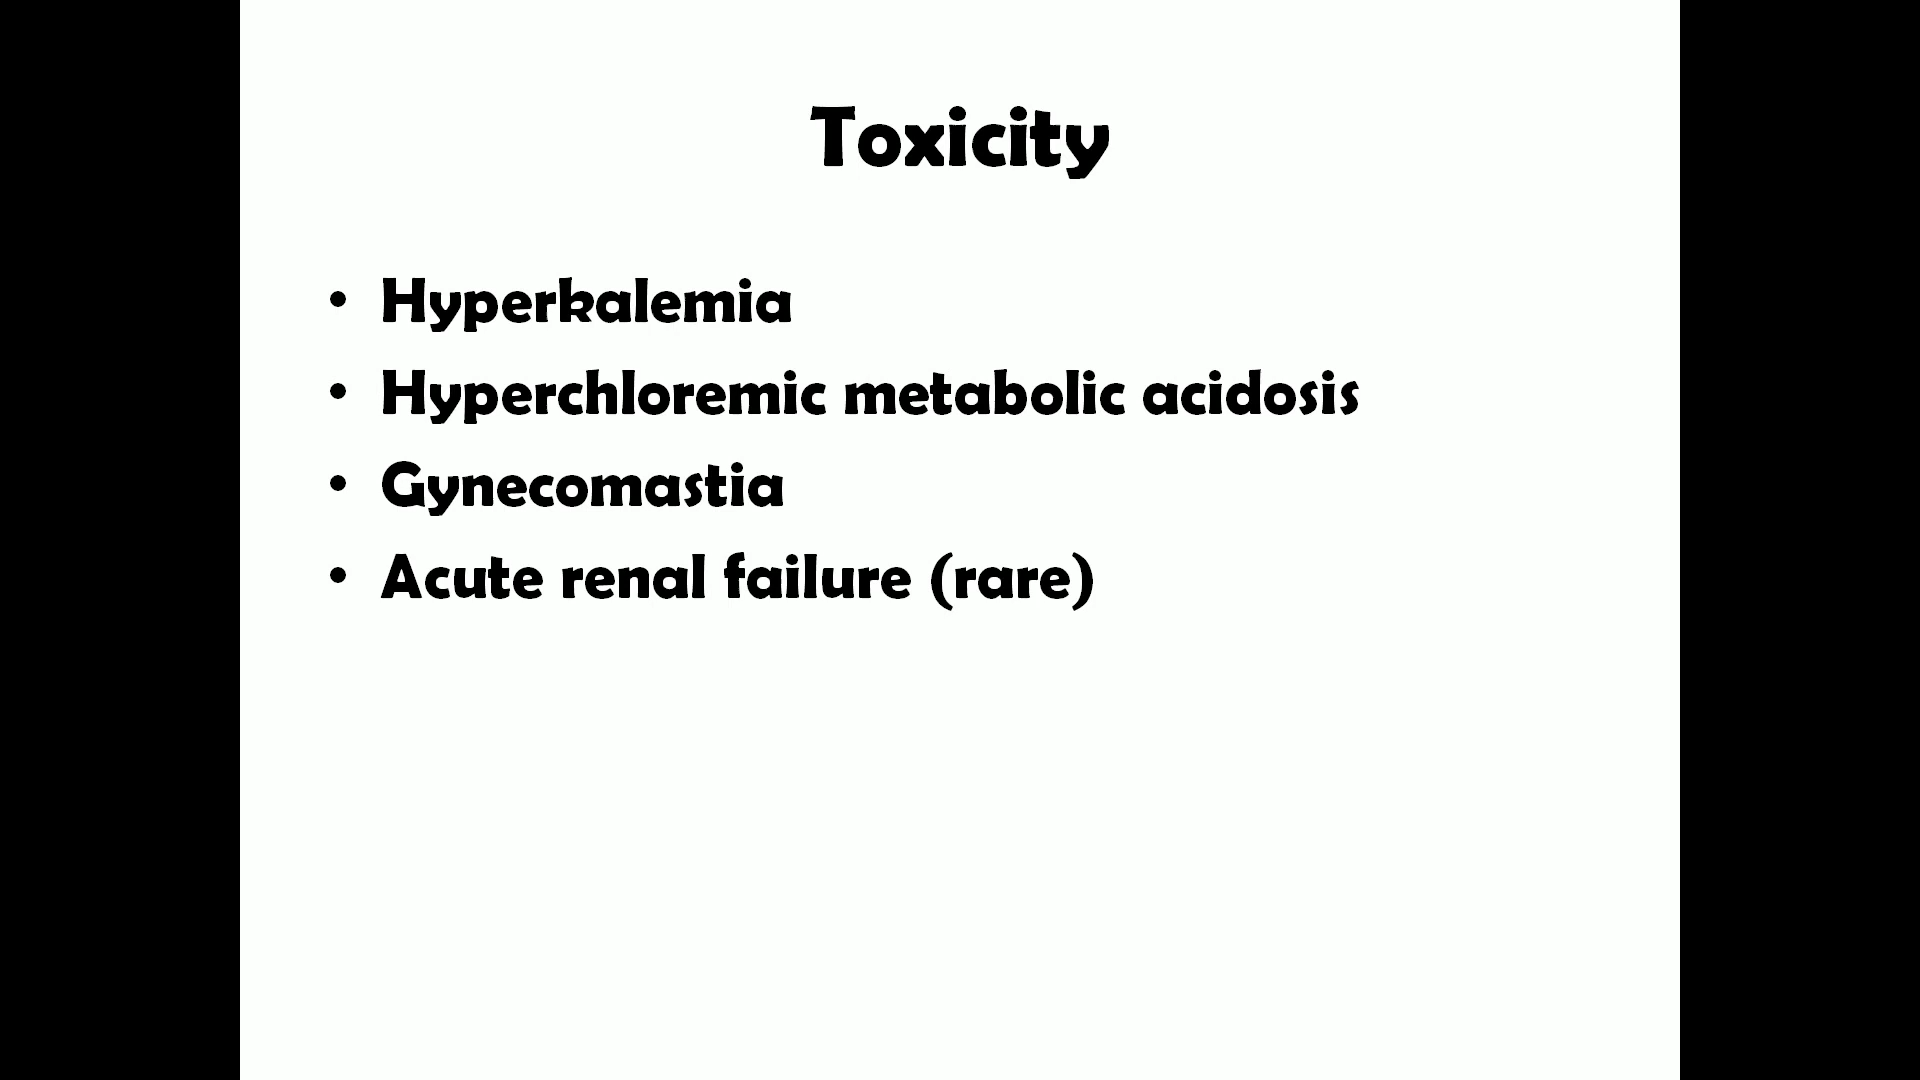 Toxicity
• Hyperkalemia
• Hyperchloremic metabolic acidosis
• Gynecomastia
• Acute renal failure (rare)